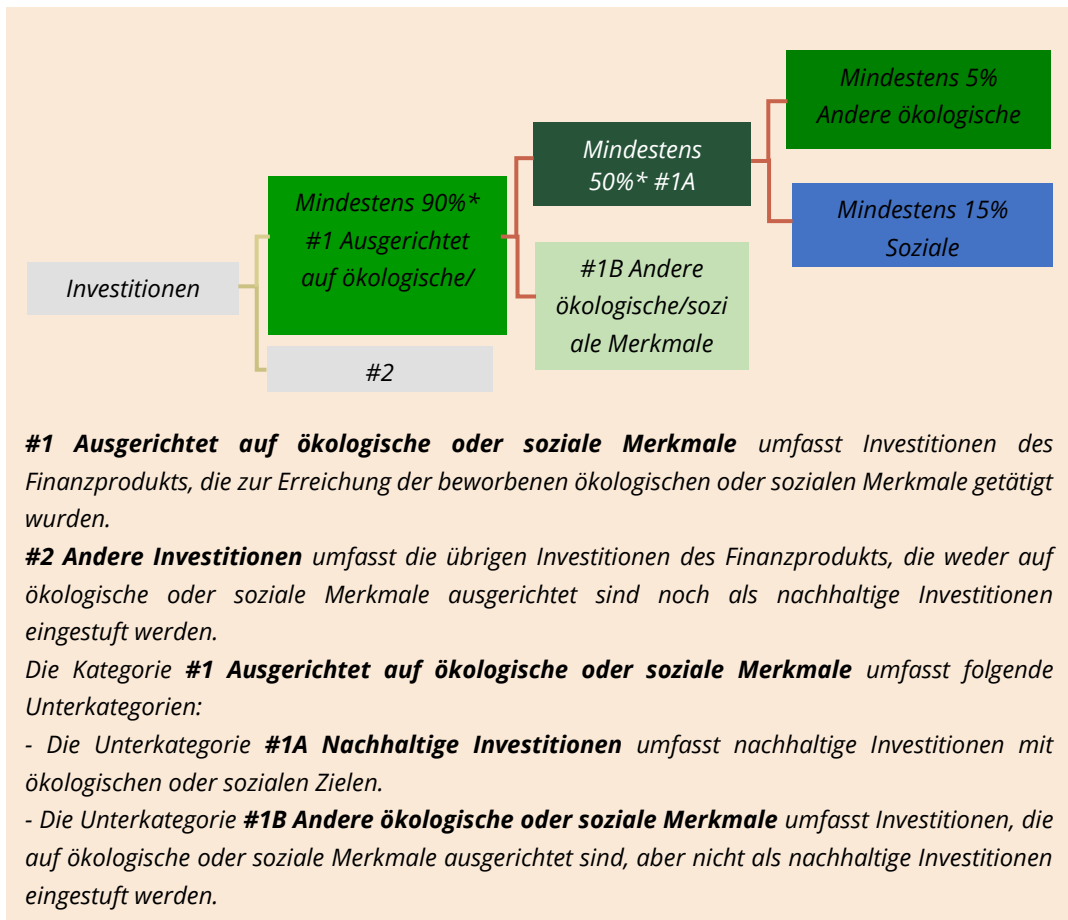 Mindestens 5%
Andere ökologische
Mindestens
50%* #1A
Mindestens 90%*
#1 Ausgerichtet
auf ökologische/
Mindestens 15%
Soziale
Investitionen
#1B Andere
ökologische/sozi
ale Merkmale
#2
#1 Ausgerichtet auf ökologische oder soziale Merkmale umfasst Investitionen des
Finanzprodukts, die zur Erreichung der beworbenen ökologischen oder sozialen Merkmale getätigt
wurden.
#2 Andere Investitionen umfasst die übrigen Investitionen des Finanzprodukts, die weder auf
ökologische oder soziale Merkmale ausgerichtet sind noch als nachhaltige Investitionen
eingestuft werden.
Die Kategorie #1 Ausgerichtet auf ökologische oder soziale Merkmale umfasst folgende
Unterkategorien:
- Die Unterkategorie #1A Nachhaltige Investitionen umfasst nachhaltige Investitionen mit
ökologischen oder sozialen Zielen.
- Die Unterkategorie #1B Andere ökologische oder soziale Merkmale umfasst Investitionen, die
auf ökologische oder soziale Merkmale ausgerichtet sind, aber nicht als nachhaltige Investitionen
eingestuft werden.